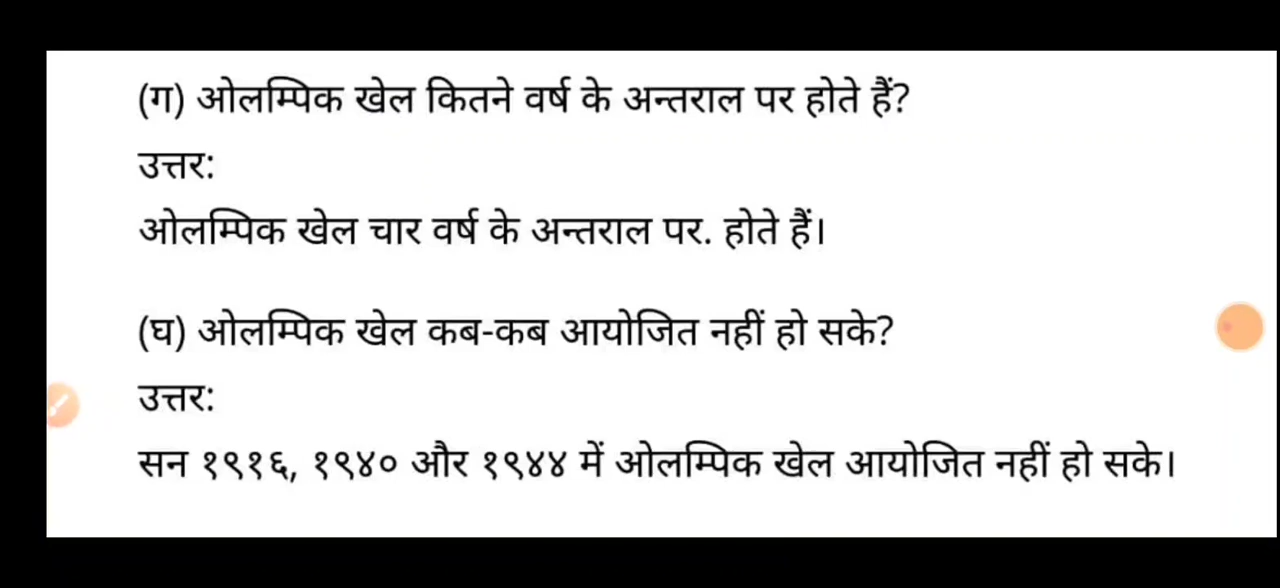 (ग) ओलम्पिक खेल कितने वर्ष के अन्तराल पर होते हैं?
उत्तर:
ओलम्पिक खेल चार वर्ष के अन्तराल पर. होते हैं।
(घ) ओलम्पिक खेल कब-कब आयोजित नहीं हो सके?
उत्तर:
सन १९१६, १९४० और १९४४ में ओलम्पिक खेल आयोजित नहीं हो सके।